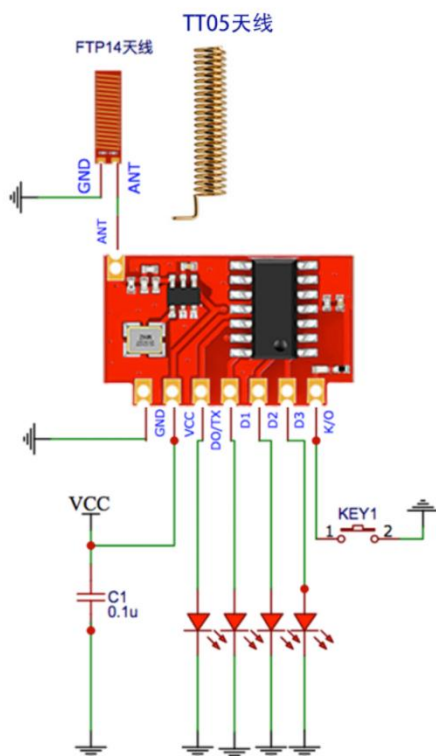 TT05天线
FTP14天线
GND
ANT
ANT
GND
VCC
DO/TX
D1
D2
D3
K/O
VCC
KEY1
1
2
C1
0.1u